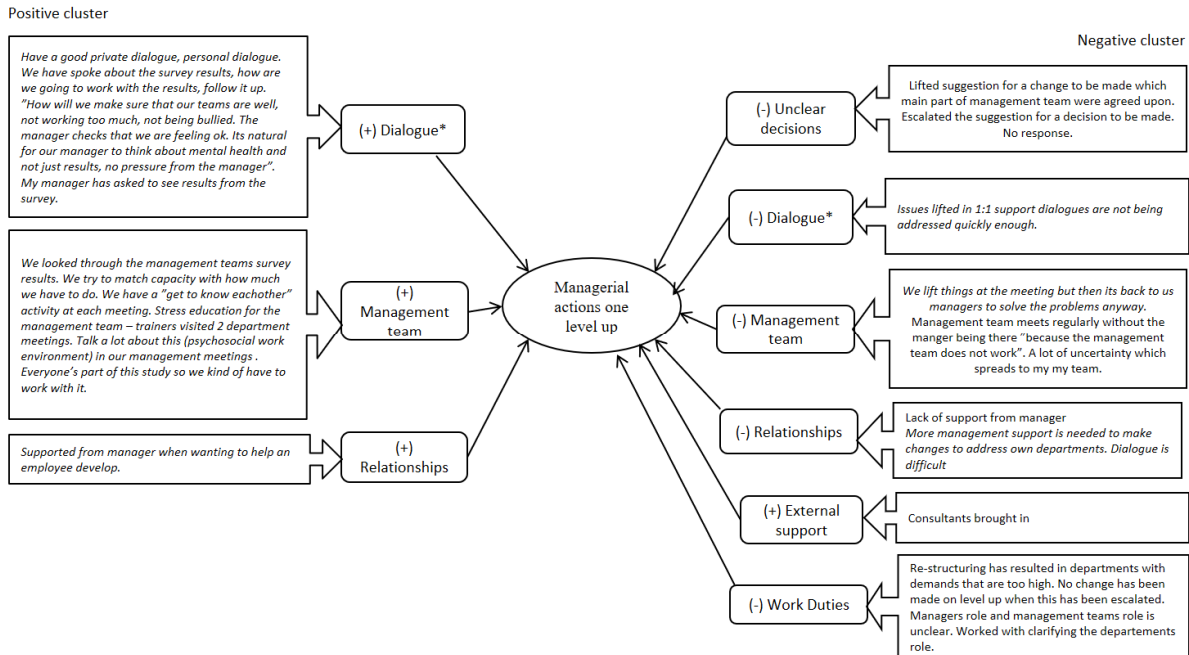 Positive cluster
Have a good private dialogue, personal dialogue.
We have spoke about the survey results, how are
we going to work with the results, follow it up.
”How will we make sure that our teams are well,
not working too much, not being bullied. The
manager checks that we are feeling ok. Its natural
for our manager to think about mental health and
not just results, no pressure from the manager”.
My manager has asked to see results from the
survey.
(+) Dialogue*
We looked through the management teams survey
results. We try to match capacity with how much
we have to do. We have a ”get to know eachother”
activity at each meeting. Stress education for the
management team – trainers visited 2 department
meetings. Talk a lot about this (psychosocial work
environment) in our management meetings .
Everyone’s part of this study so we kind of have to
work with it.
(+)
Management
team
Supported from manager when wanting to help an
employee develop.
(+)
Relationships
Managerial
actions one
level up
Negative cluster
(-) Unclear
decisions
Lifted suggestion for a change to be made which
main part of management team were agreed upon.
Escalated the suggestion for a decision to be made.
No response.
(-) Dialogue*
Issues lifted in 1:1 support dialogues are not being
addressed quickly enough.
(-) Management
team
We lift things at the meeting but then its back to us
managers to solve the problems anyway.
Management team meets regularly without the
manger being there ”because the management
team does not work”. A lot of uncertainty which
spreads to my my team.
(-) Relationships
Lack of support from manager
More management support is needed to make
changes to address own departments. Dialogue is
difficult
(+) External
support
Consultants brought in
(-) Work Duties
Re-structuring has resulted in departments with
demands that are too high. No change has been
made on level up when this has been escalated.
Managers role and management teams role is
unclear. Worked with clarifying the departements
role.